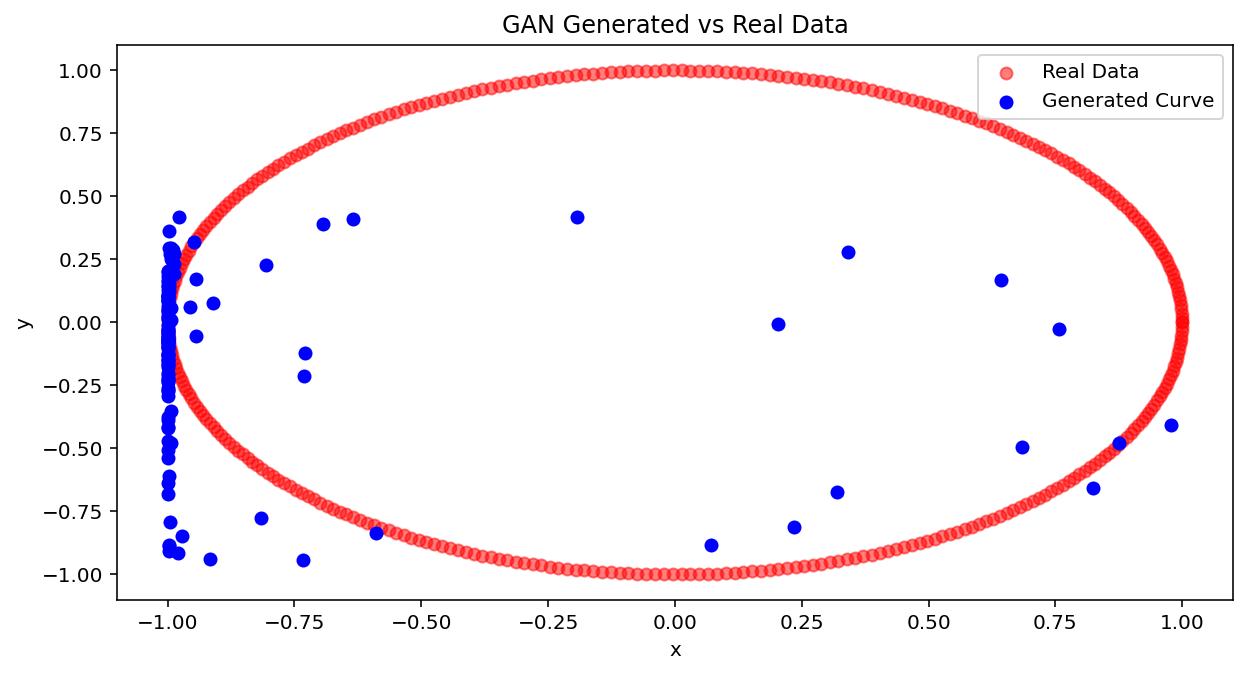 GAN Generated vs Real Data
Real Data
Generated Curve
1.00
0.75
0.50
0.25
0.00
−0.25
−0.50
−0.75
−1.00
y
−1.00 −0.75 −0.50 −0.25 0.00 0.25 0.50 0.75 1.00
x